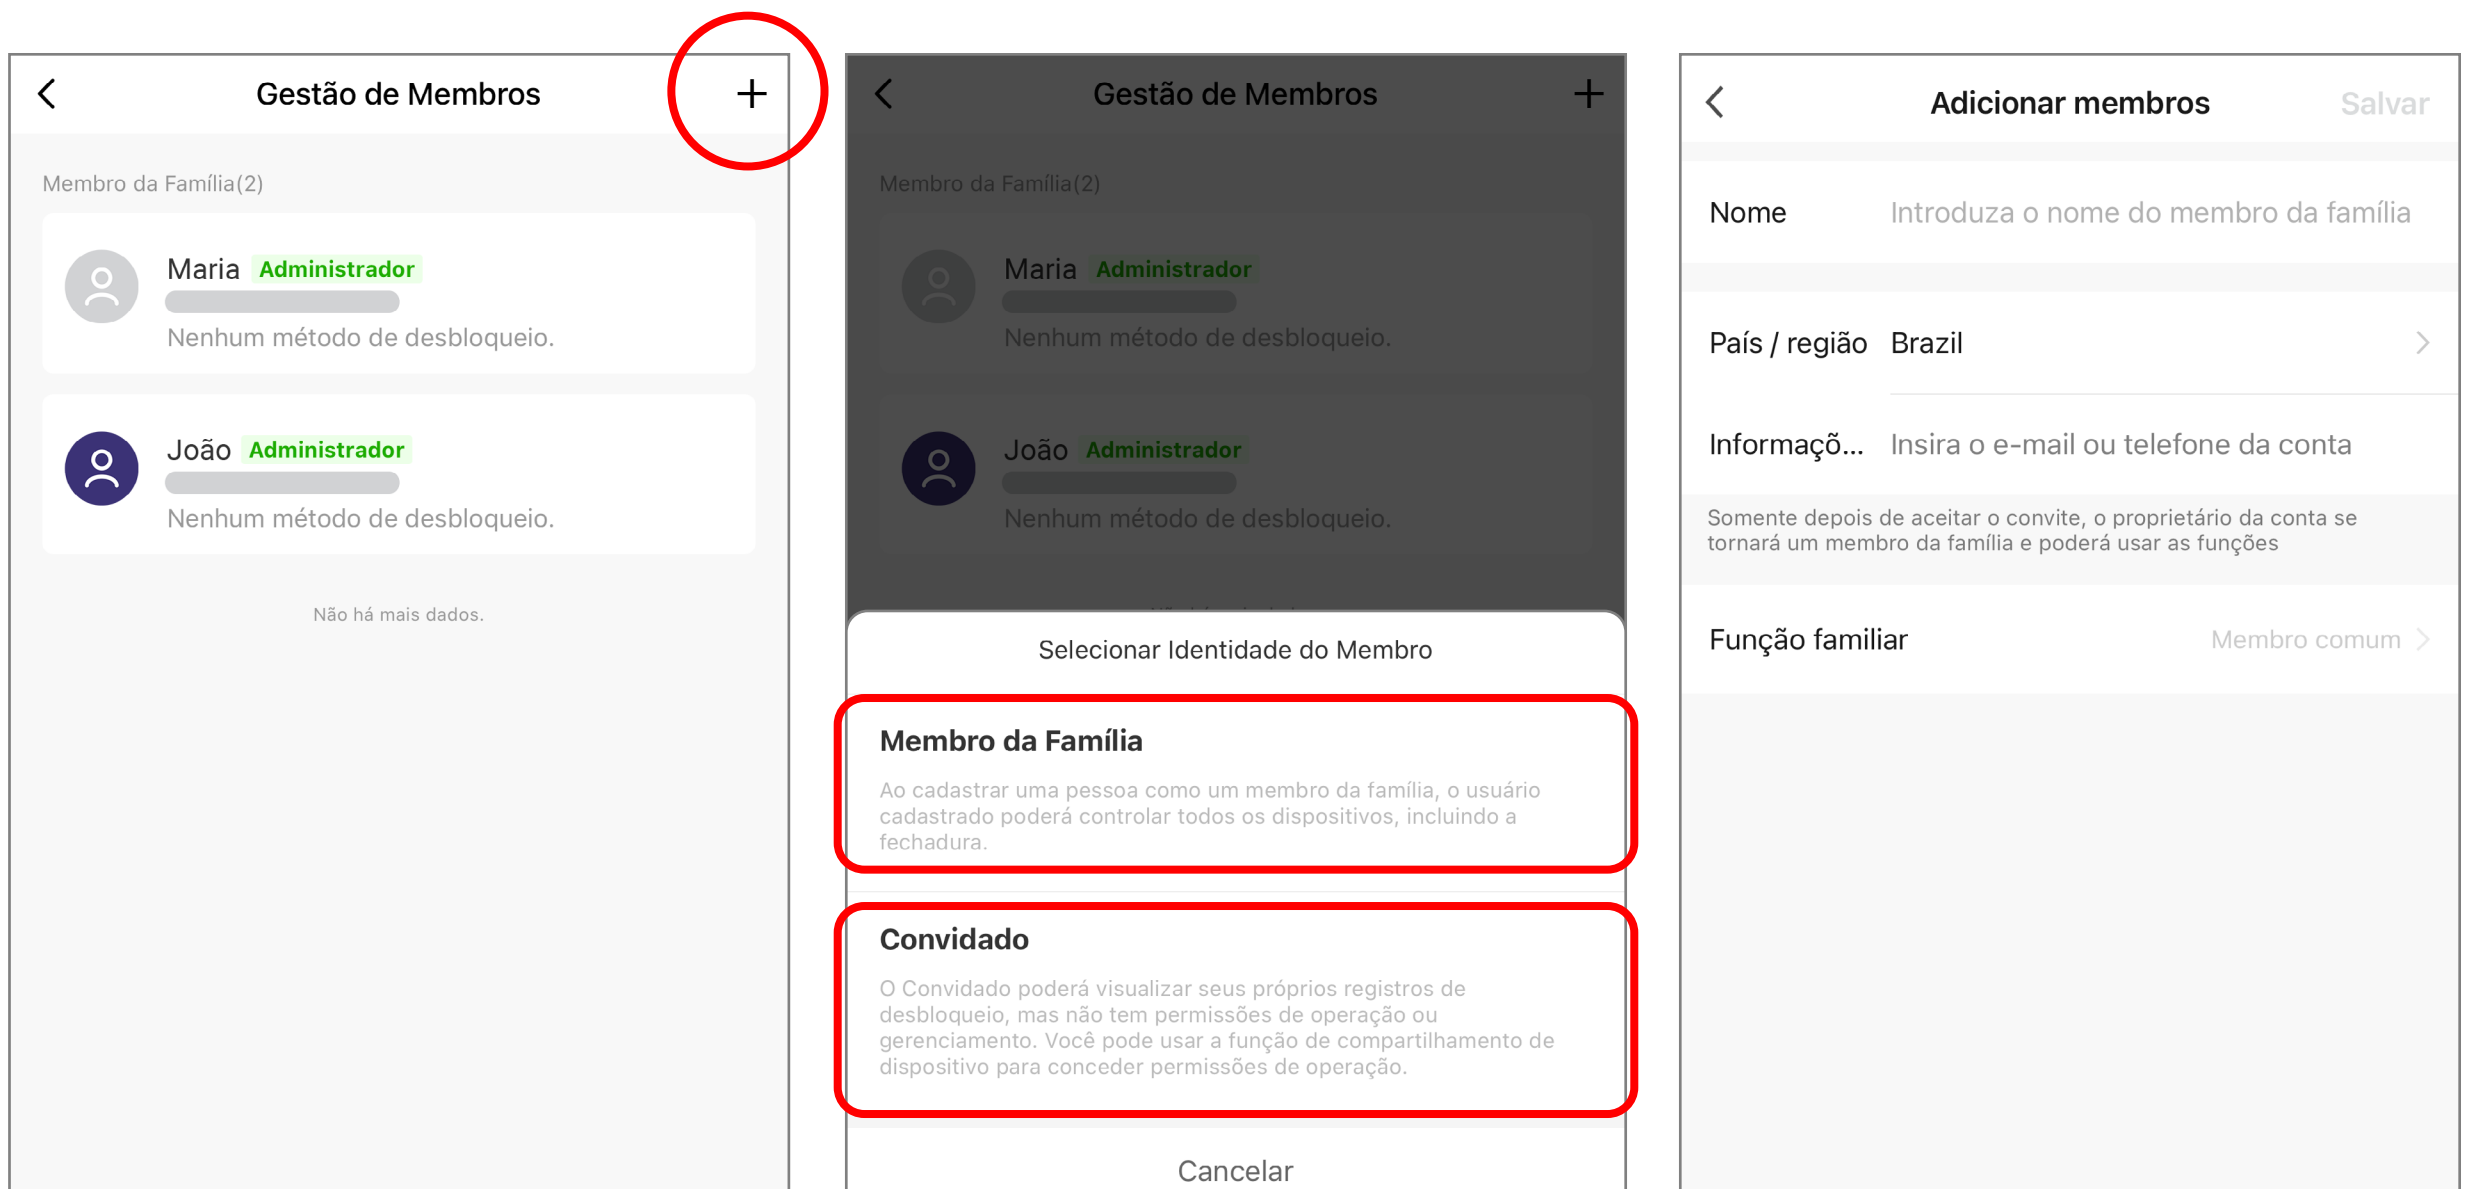 Gestão de Membros
Membro da Família(2)
Maria Administrador
Nenhum método de desbloqueio.
João Administrador
Nenhum método de desbloqueio.
Não há mais dados.
Gestão de Membros
Membro da Família(2)
Maria Administrador
Nenhum método de desbloqueio.
João Administrador
Nenhum método de desbloqueio.
Selecionar Identidade do Membro
Membro da Família
Ao cadastrar uma pessoa como um membro da família, o usuário
cadastrado poderá controlar todos os dispositivos, incluindo a
fechadura.
Convidado
O Convidado poderá visualizar seus próprios registros de
desbloqueio, mas não tem permissões de operação ou
gerenciamento. Você pode usar a função de compartilhamento de
dispositivo para conceder permissões de operação.
Cancelar
Adicionar membros Salvar
Nome Introduza o nome do membro da família
País / região Brazil
Informaçõ... Insira o e-mail ou telefone da conta
Somente depois de aceitar o convite, o proprietário da conta se
tornará um membro da família e poderá usar as funções
Função familiar Membro comum